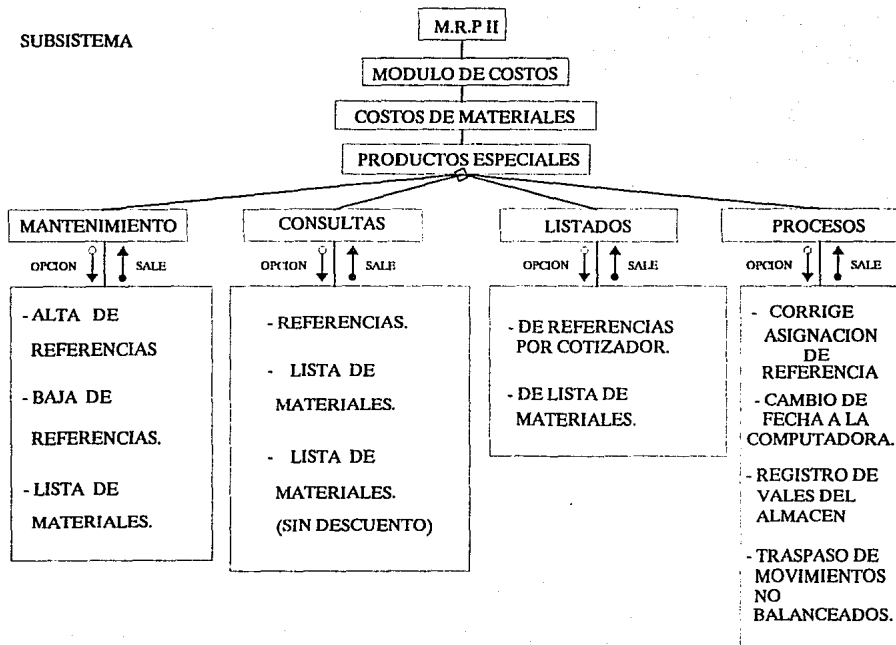 SUBSISTEMA
M.R.P II
MODULO DE COSTOS
COSTOS DE MATERIALES
PRODUCTOS ESPECIALES
MANTENIMIENTO
OPCION
SALE
- ALTA DE
REFERENCIAS
- BAJA DE
REFERENCIAS.
- LISTA DE
MATERIALES.
CONSULTAS
OPCION
SALE
- REFERENCIAS.
- LISTA DE
MATERIALES.
- LISTA DE
MATERIALES.
(SIN DESCUENTO)
LISTADOS
OPCION
SALE
- DE REFERENCIAS
POR COTIZADOR.
- DE LISTA DE
MATERIALES.
PROCESOS
OPCION
SALE
- CORRIGE
ASIGNACION
DE
REFERENCIA
- CAMBIO DE
FECHA A LA
COMPUTADORA.
- REGISTRO DE
VALES DEL
ALMACEN
- TRASPASO DE
MOVIMIENTOS
NO
BALANCEADOS.